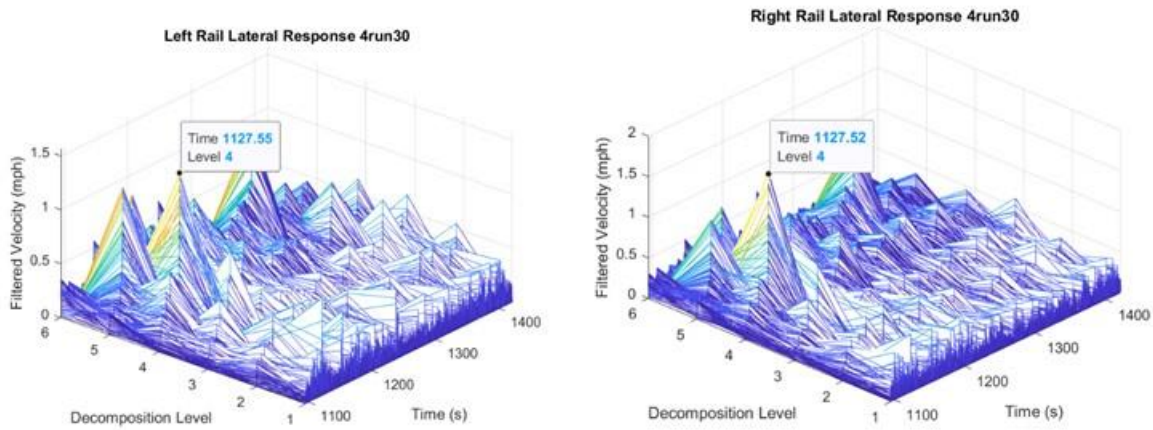 Left Rail Lateral Response 4run30
Time 1127.55
Level 4
Filtered Velocity (mph)
1.5
1
0.5
0
6
5
4
3
2
1
Decomposition Level
1100
1200
1300
1400
Time (s)
Right Rail Lateral Response 4run30
Time 1127.52
Level 4
Filtered Velocity (mph)
2
1.5
1
0.5
0
6
5
4
3
2
1
Decomposition Level
1100
1200
1300
1400
Time (s)